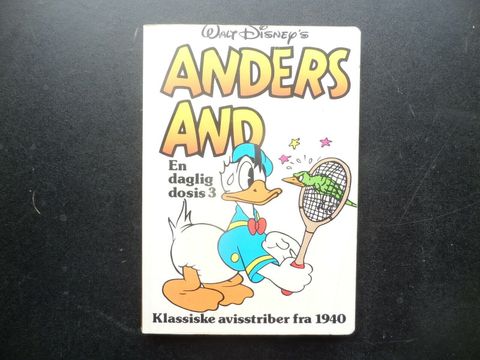 Walt Disney's
ANDERS
AND
En
daglig
dosis 3
Klassiske avisstriber fra 1940